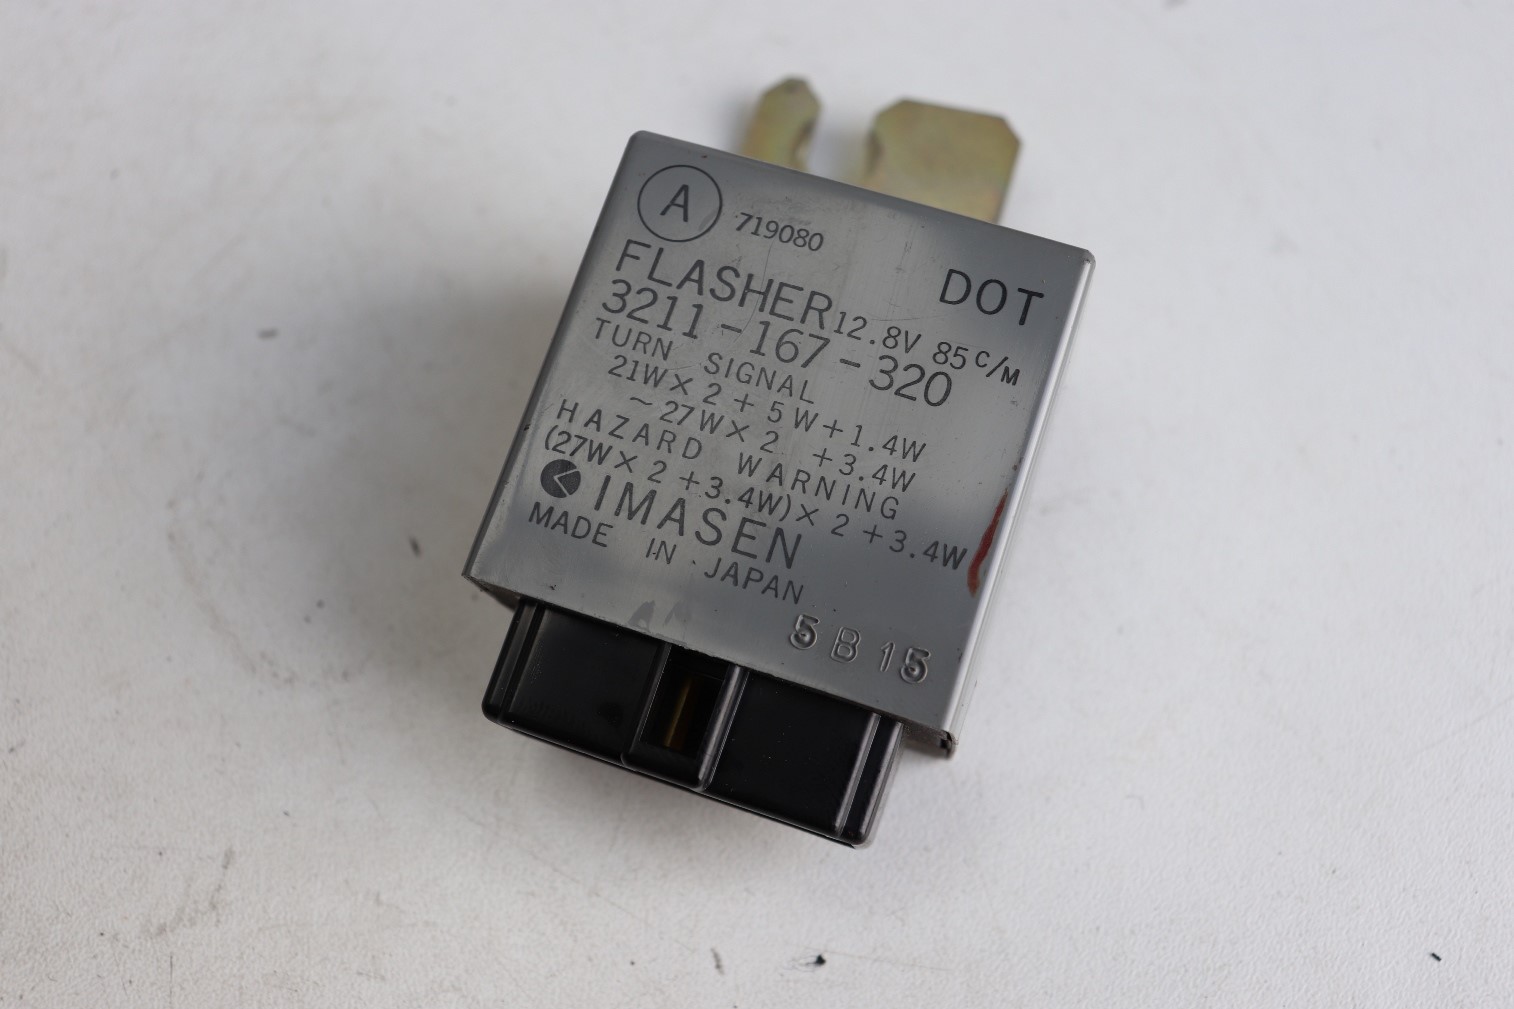 A 719080
DOT
FLASHER 12.8V 85 C/M
3211-167-320
TURN SIGNAL
21W×2+5W+1.4W
~27W×2 +3.4W
HAZARD WARNING
(27W×2+3.4W)×2+3.4W
IMASEN
MADE IN JAPAN
5B15